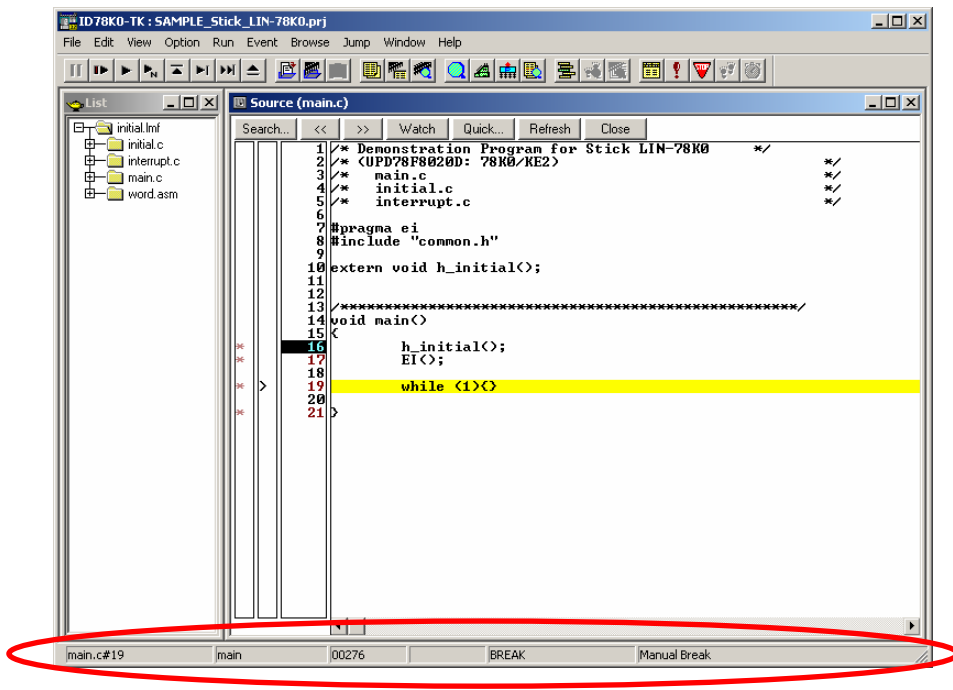 ID78K0-TK : SAMPLE_Stick_LIN-78K0.prj
File Edit View Option Run Event Browse Jump Window Help
List
initial.lmf
initial.c
interrupt.c
main.c
word.asm
Source (main.c)
Search... << >> Watch Quick... Refresh Close
1 /* Demonstration Program for Stick LIN-78K0 */
2 /* (UPD78F8020D: 78K0/KE2) */
3 /* main.c */
4 /* initial.c */
5 /* interrupt.c */
6
7 #pragma ei
8 #include "common.h"
9
10 extern void h_initial();
11
12
13 /*****************************************************/
14 void main()
15 {
* 16 h_initial();
* 17 EI();
18
* > 19 while (1){}
20
* 21 }
main.c#19 main 00276 BREAK Manual Break